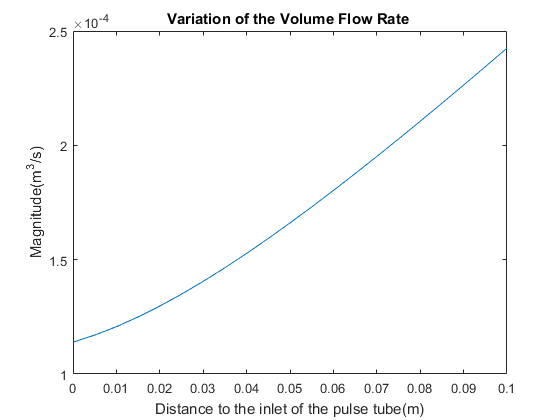 Variation of the Volume Flow Rate
×10⁻⁴
2.5
2
1.5
1
Magnitude(m³/s)
0 0.01 0.02 0.03 0.04 0.05 0.06 0.07 0.08 0.09 0.1
Distance to the inlet of the pulse tube(m)